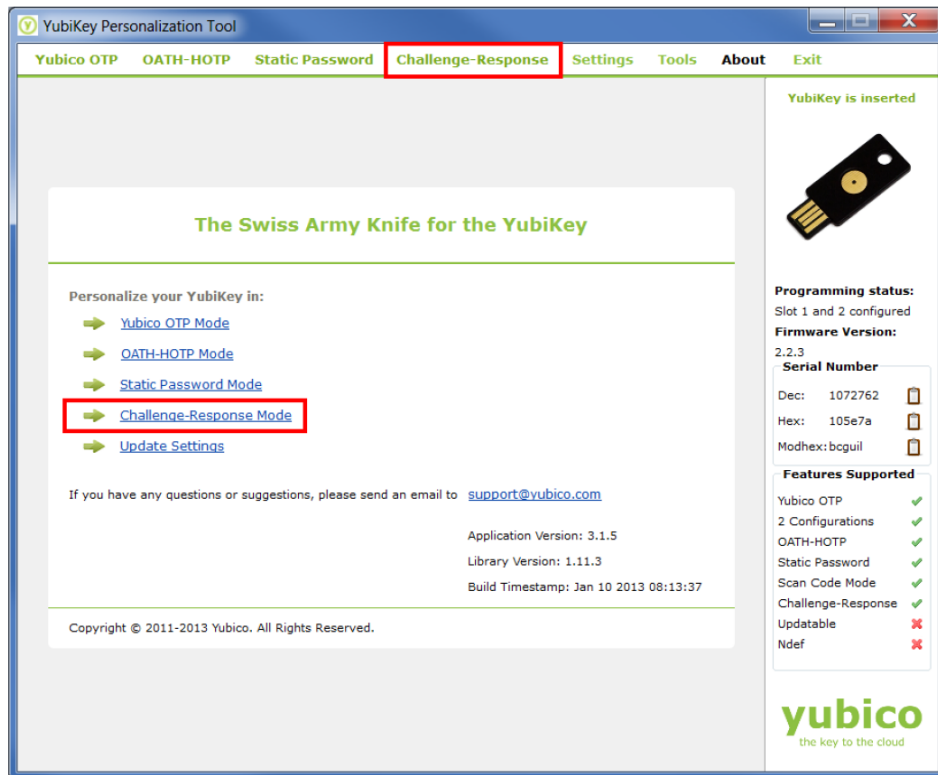 YubiKey Personalization Tool
Yubico OTP OATH-HOTP Static Password Challenge-Response Settings Tools About Exit
YubiKey is inserted
The Swiss Army Knife for the YubiKey
Personalize your YubiKey in:
Yubico OTP Mode
OATH-HOTP Mode
Static Password Mode
Challenge-Response Mode
Update Settings
If you have any questions or suggestions, please send an email to support@yubico.com
Application Version: 3.1.5
Library Version: 1.11.3
Build Timestamp: Jan 10 2013 08:13:37
Copyright © 2011-2013 Yubico. All Rights Reserved.
Programming status:
Slot 1 and 2 configured
Firmware Version:
2.2.3
Serial Number
Dec: 1072762
Hex: 105e7a
Modhex: bcguil
Features Supported
Yubico OTP
2 Configurations
OATH-HOTP
Static Password
Scan Code Mode
Challenge-Response
Updatable
Ndef
yubico
the key to the cloud